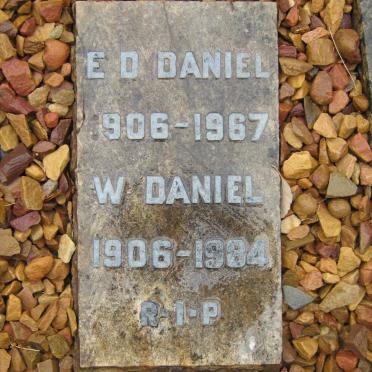 E D DANIEL
906-1967
W DANIEL
1906-1984
R·I·P